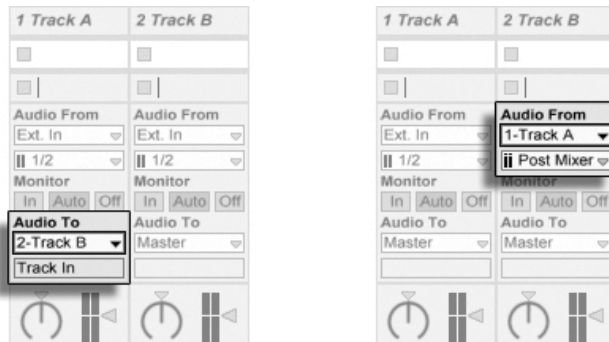 1 Track A
2 Track B
Audio From
Audio From
Ext. In
Ext. In
1/2
1/2
Monitor
Monitor
In Auto Off
In Auto Off
Audio To
Audio To
2-Track B
Master
Track In
1 Track A
2 Track B
Audio From
Audio From
Ext. In
1-Track A
1/2
Post Mixer
Monitor
Monitor
In Auto Off
In Auto Off
Audio To
Audio To
Master
Master